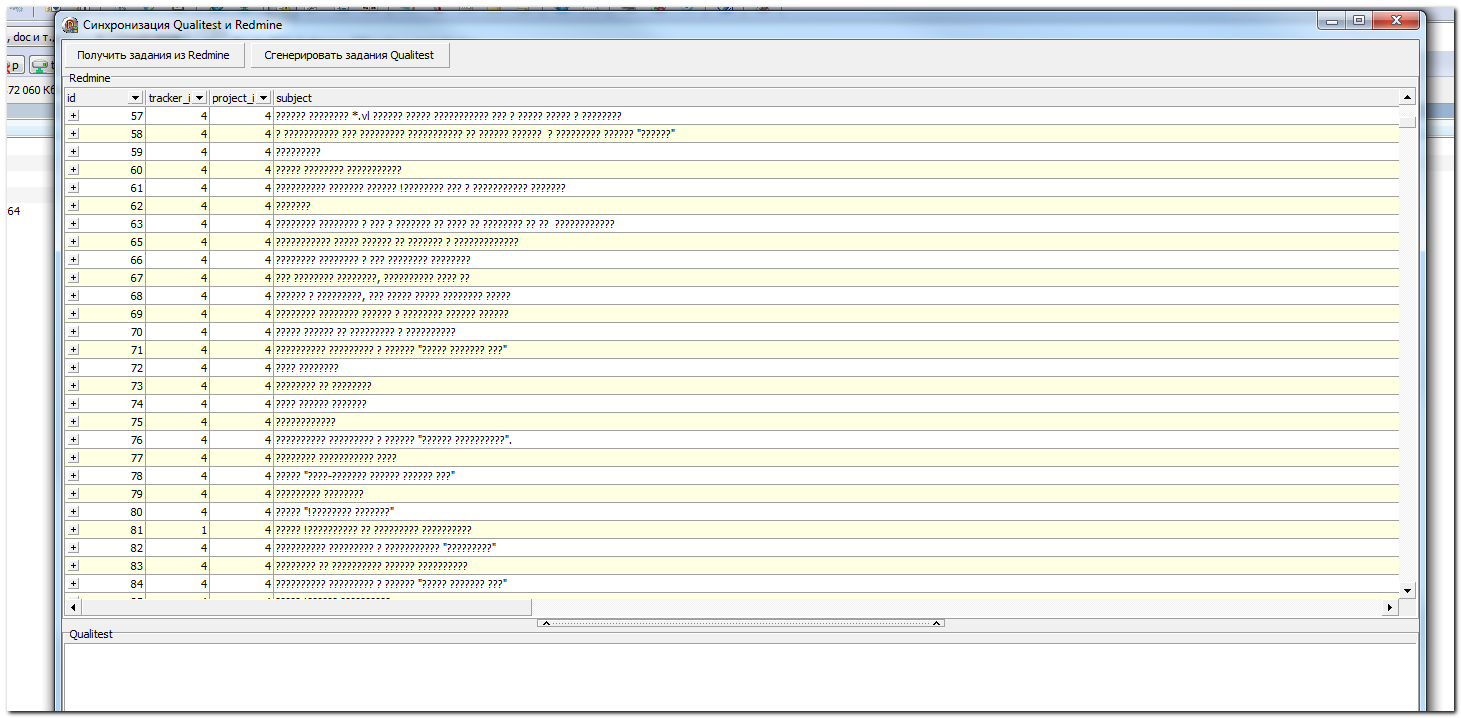 Синхронизация Qualitest и Redmine
, doc и т.
Получить задания из Redmine Сгенерировать задания Qualitest
p
Redmine
72 060 Кб
id tracker_i project_i subject
57 4 4 ?????? ???????? *.vl ?????? ????? ??????????? ??? ? ????? ????? ? ????????
58 4 4 ? ??????????? ??? ????????? ??????????? ?? ?????? ?????? ? ????????? ?????? "??????"
59 4 4 ?????????
60 4 4 ????? ???????? ???????????
61 4 4 ?????????? ??????? ?????? !???????? ??? ? ??????????? ???????
62 4 4 ???????
64
63 4 4 ???????? ???????? ? ??? ? ??????? ?? ???? ?? ???????? ?? ?? ????????????
65 4 4 ??????????? ????? ?????? ?? ??????? ? ?????????????
66 4 4 ???????? ???????? ? ??? ???????? ????????
67 4 4 ??? ???????? ????????, ?????????? ???? ??
68 4 4 ?????? ? ?????????, ??? ????? ????? ???????? ?????
69 4 4 ???????? ???????? ?????? ? ???????? ?????? ??????
70 4 4 ????? ?????? ?? ????????? ? ??????????
71 4 4 ?????????? ????????? ? ?????? "????? ??????? ???"
72 4 4 ???? ????????
73 4 4 ???????? ?? ????????
74 4 4 ???? ?????? ???????
75 4 4 ????????????
76 4 4 ?????????? ????????? ? ?????? "?????? ??????????".
77 4 4 ???????? ??????????? ????
78 4 4 ????? "????-??????? ?????? ?????? ???"
79 4 4 ????????? ????????
80 4 4 ????? "!???????? ???????"
81 1 4 ????? !?????????? ?? ????????? ??????????
82 4 4 ?????????? ????????? ? ??????????? "?????????"
83 4 4 ???????? ?? ?????????? ?????? ??????????
84 4 4 ?????????? ????????? ? ?????? "????? ??????? ???"
Qualitest